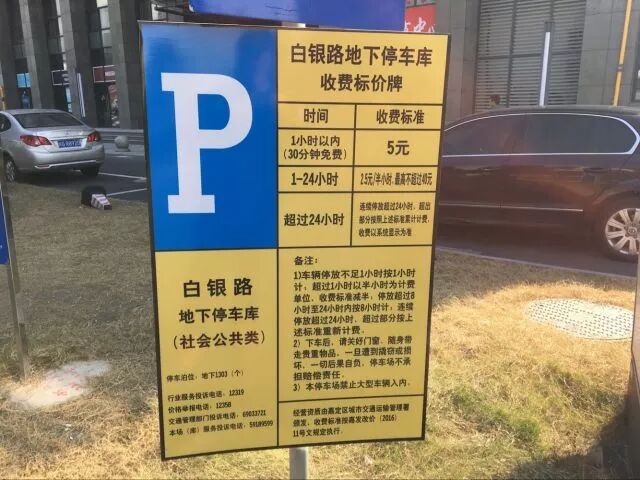 P
白银路地下停车库
收费标价牌
时间 收费标准
1小时以内
(30分钟免费)
5元
1-24小时 2.5元/半小时,最高不超过40元
超过24小时
连续停放超过24小时,超出
部分按照上述标准累计计费,
收费以系统显示为准
白银路
地下停车库
(社会公共类)
停车泊位:地下1303(个)
行业服务投诉电话:12319
价格举报电话:12358
交通管理部门投诉电话:69033721
本场(库)服务投诉电话:59189599
备注:
1)车辆停放不足1小时按1小时
计;超过1小时以半小时为计费
单位,收费标准减半;停放超过8
小时至24小时内按8小时计;连续
停放超过24小时,超过部分按上
述标准重新计费。
2)下车后,请关好门窗,随身带
走贵重物品,一旦遭到撬窃或损
坏,一切后果自负,停车场不承
担赔偿责任。
3)本停车场禁止大型车辆入内。
经营资质由嘉定区城市交通运输管理署
颁发,收费标准按嘉发改价(2016)
11号文规定执行。